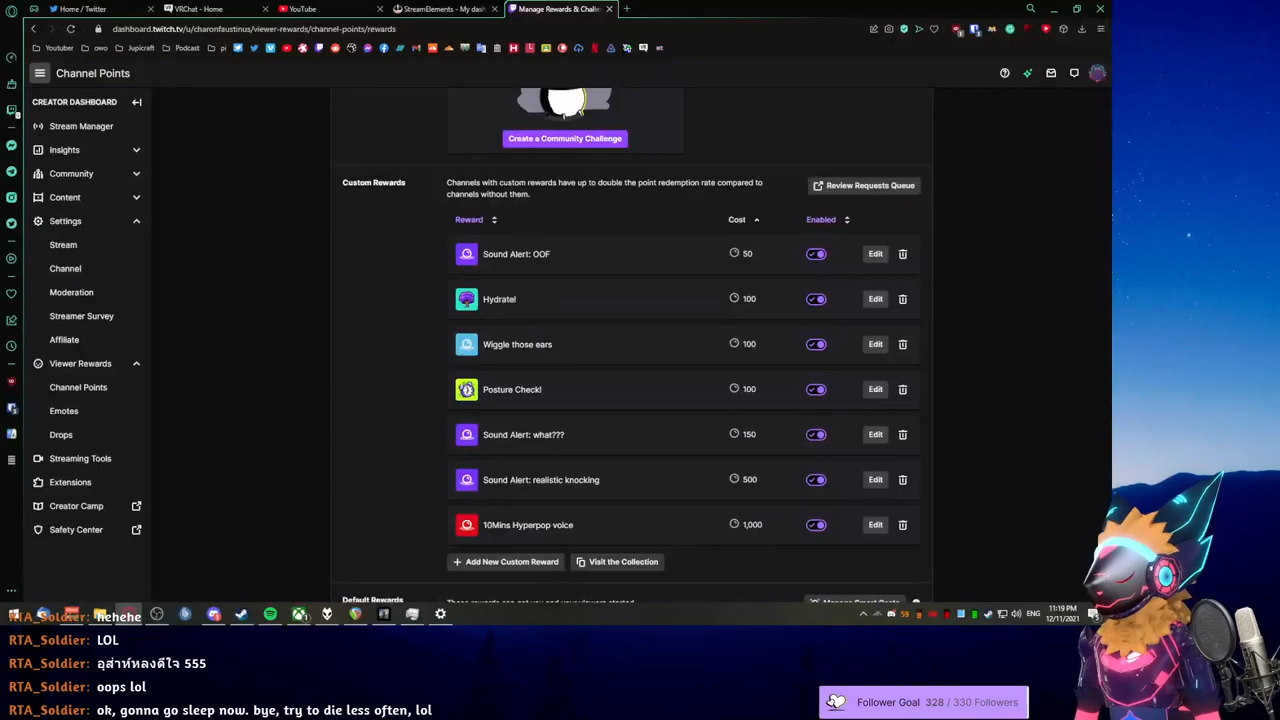 Home / Twitter
VRChat - Home
YouTube
StreamElements - My dash
Manage Rewards & Challe
dashboard.twitch.tv/u/charonfaustinus/viewer-rewards/channel-points/rewards
Youtuber
owo
Jupicraft
Podcast
pi
Channel Points
CREATOR DASHBOARD
Stream Manager
Insights
Community
Content
Settings
Stream
Channel
Moderation
Streamer Survey
Affiliate
Viewer Rewards
Channel Points
Emotes
Drops
Streaming Tools
Extensions
Creator Camp
Safety Center
Create a Community Challenge
Custom Rewards
Channels with custom rewards have up to double the point redemption rate compared to
channels without them.
Review Requests Queue
Reward
Cost
Enabled
Sound Alert: OOF
50
Edit
Hydrate!
100
Edit
Wiggle those ears
100
Edit
Posture Check!
100
Edit
Sound Alert: what???
150
Edit
Sound Alert: realistic knocking
500
Edit
10Mins Hyperpop voice
1,000
Edit
Add New Custom Reward
Visit the Collection
Default Rewards
59
ENG
11:19 PM
12/11/2021
RTA_Soldier: hehehe
RTA_Soldier: LOL
RTA_Soldier: อุส่าห์หลงดีใจ 555
RTA_Soldier: oops lol
RTA_Soldier: ok, gonna go sleep now. bye, try to die less often, lol
Follower Goal 328 / 330 Followers